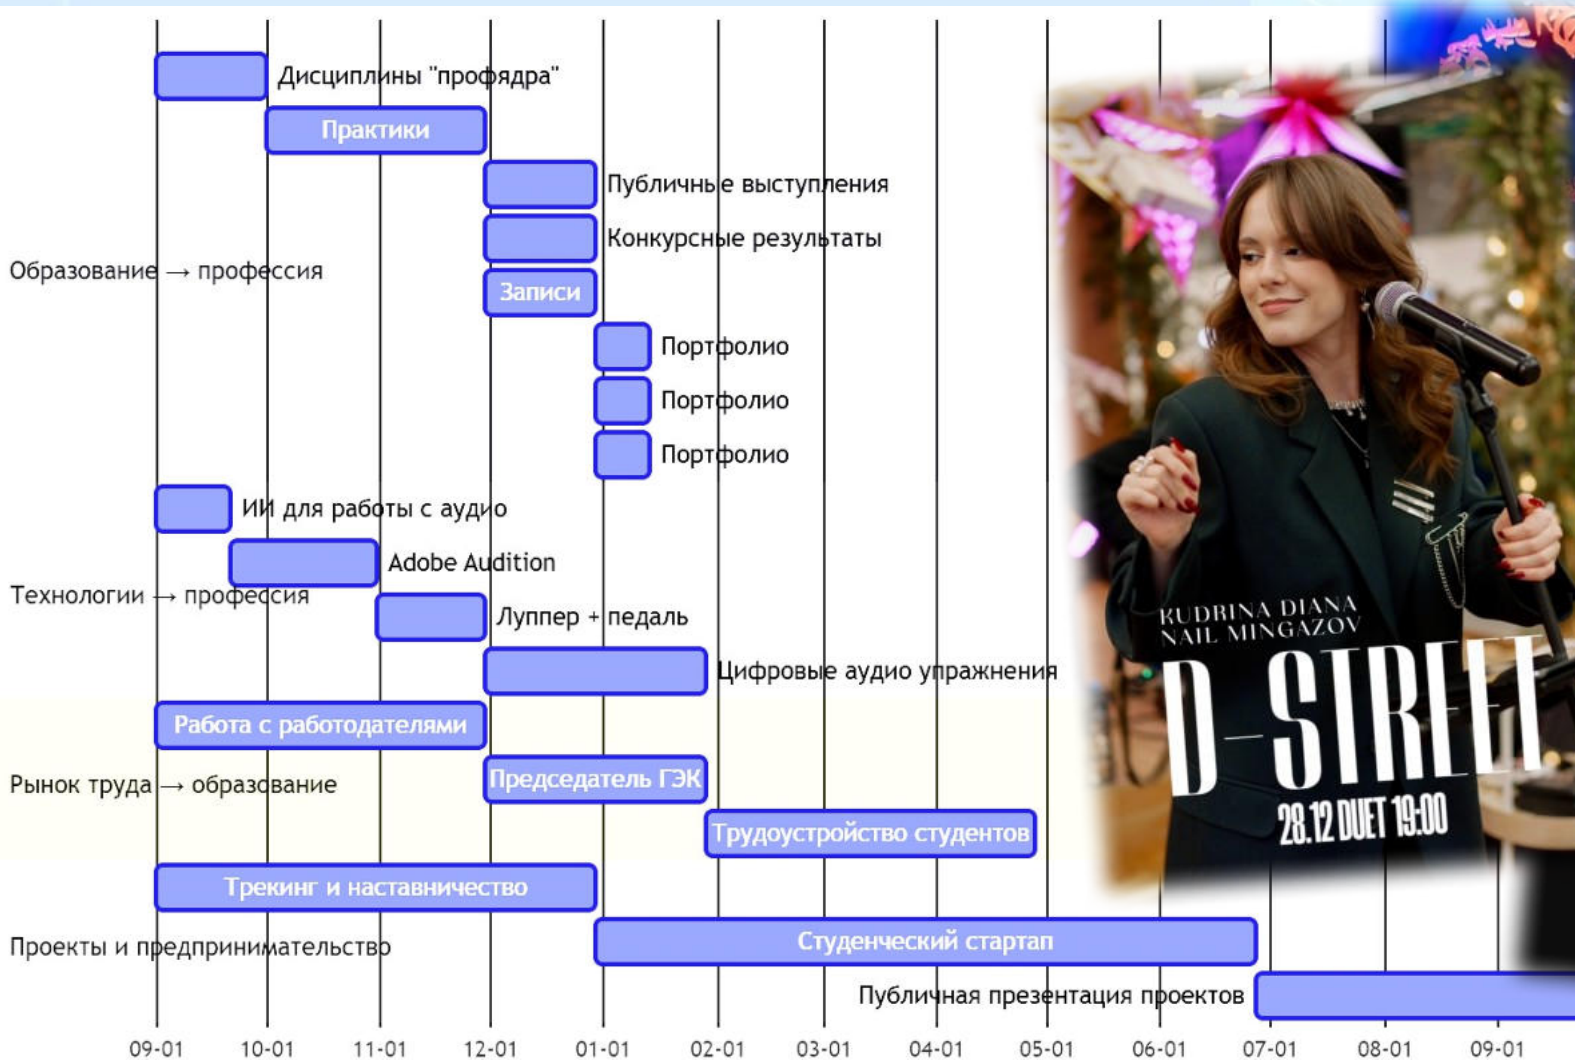 Дисциплины "профядра"
Практики
Публичные выступления
Конкурсные результаты
Образование → профессия
Записи
Портфолио
Портфолио
Портфолио
ИИ для работы с аудио
Adobe Audition
Технологии → профессия
Луппер + педаль
Цифровые аудио упражнения
Работа с работодателями
Рынок труда → образование
Председатель ГЭК
Трудоустройство студентов
Трекинг и наставничество
Проекты и предпринимательство
Студенческий стартап
Публичная презентация проектов
09-01 10-01 11-01 12-01 01-01 02-01 03-01 04-01 05-01 06-01 07-01 08-01 09-01
KUDRINA DIANA
NAIL MINGAZOV
D-STREET
28.12 DUET 19:00